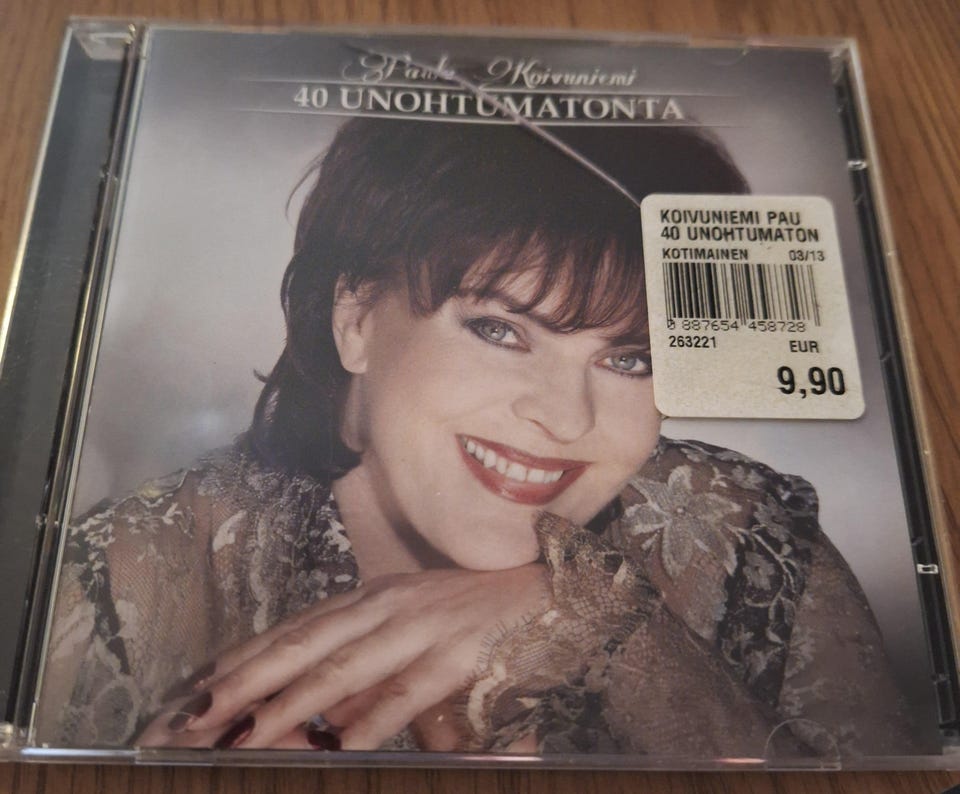 Paula Koivuniemi
40 UNOHTUMATONTA
KOIVUNIEMI PAU
40 UNOHTUMATON
KOTIMAINEN 03/13
0 887654 458728
263221 EUR
9,90